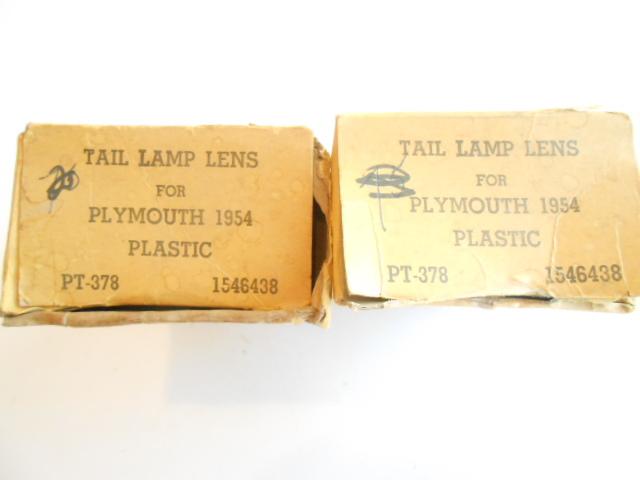 TAIL LAMP LENS
FOR
PLYMOUTH 1954
PLASTIC
PT-378 1546438
TAIL LAMP LENS
FOR
PLYMOUTH 1954
PLASTIC
PT-378 1546438